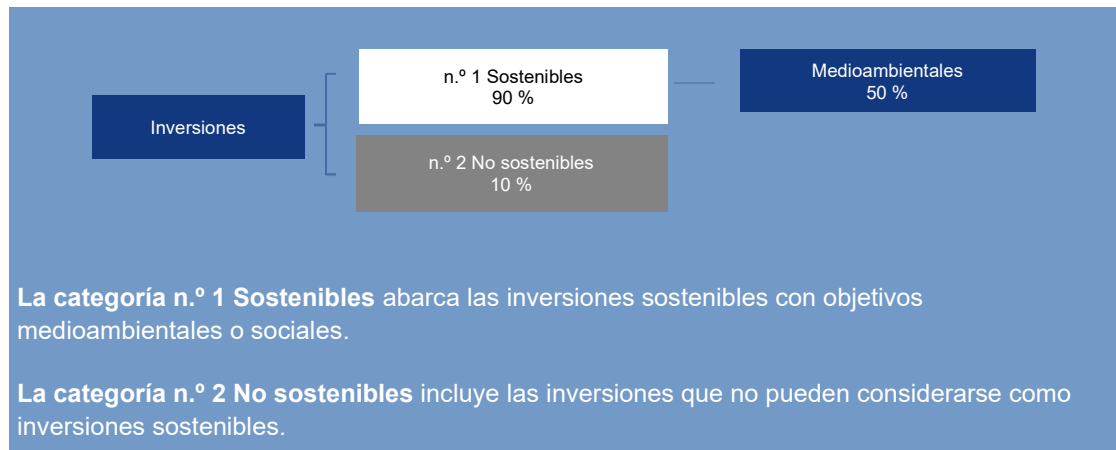 Inversiones
n.º 1 Sostenibles
90 %
Medioambientales
50 %
n.º 2 No sostenibles
10 %
La categoría n.º 1 Sostenibles abarca las inversiones sostenibles con objetivos
medioambientales o sociales.
La categoría n.º 2 No sostenibles incluye las inversiones que no pueden considerarse como
inversiones sostenibles.